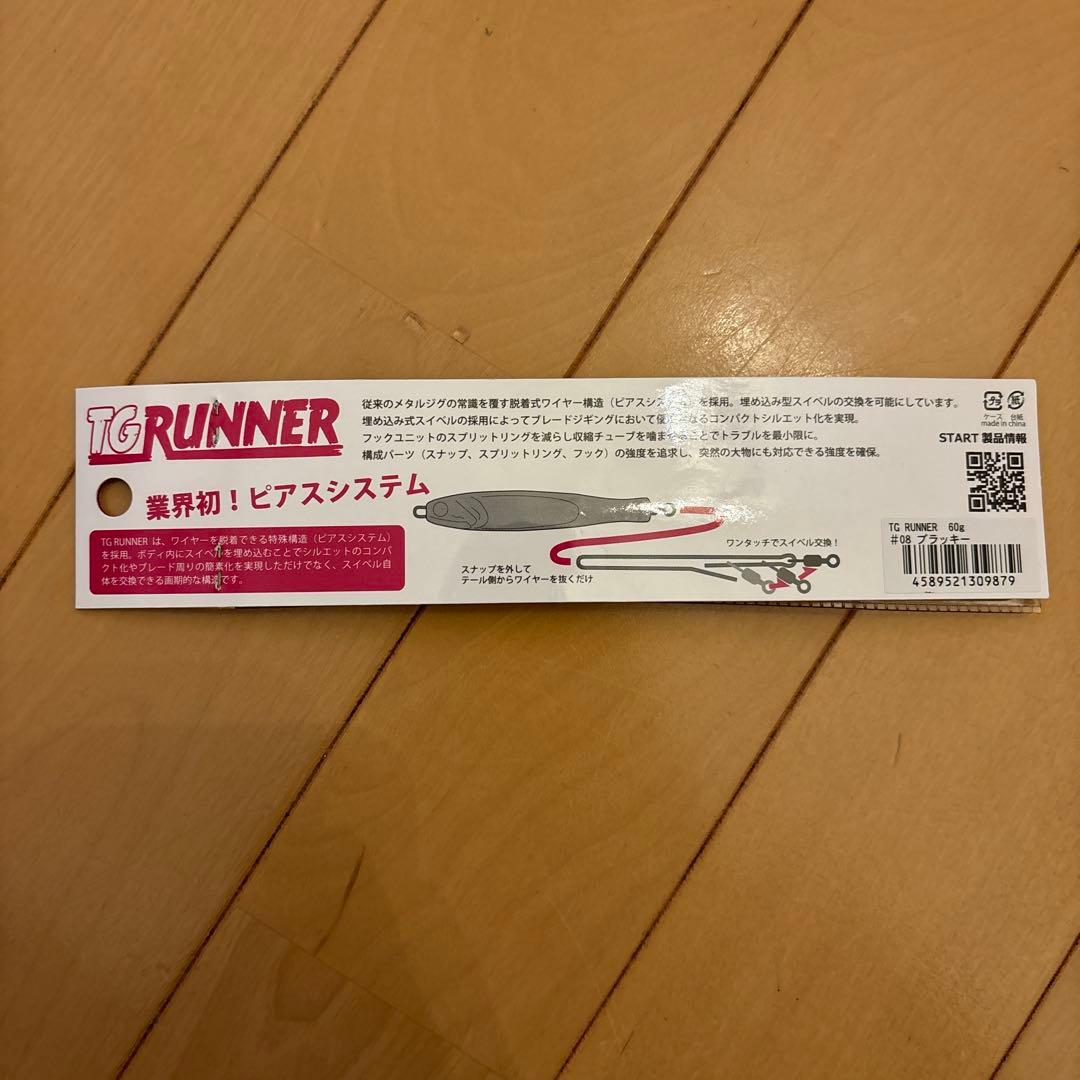 TG RUNNER
従来のメタルジグの常識を覆す脱着式ワイヤー構造（ピアスシステム）を採用。埋め込み型スイベルの交換を可能にしています。
埋め込み式スイベルの採用によってブレードジギングにおいて優位なるコンパクトシルエット化を実現。
フックユニットのスプリットリングを減らし収縮チューブを噛ませることでトラブルを最小限に。
構成パーツ（スナップ、スプリットリング、フック）の強度を追求し、突然の大物にも対応できる強度を確保。
プラ 紙
ケース 台紙
made in china
START 製品情報
業界初！ピアスシステム
TG RUNNER は、ワイヤーを脱着できる特殊構造（ピアスシステム）
を採用。ボディ内にスイベルを埋め込むことでシルエットのコンパ
クト化やブレード周りの簡素化を実現しただけでなく、スイベル自
体を交換できる画期的な構造です。
スナップを外して
テール側からワイヤーを抜くだけ
ワンタッチでスイベル交換！
TG RUNNER 60g
#08 ブラッキー
4589521309879